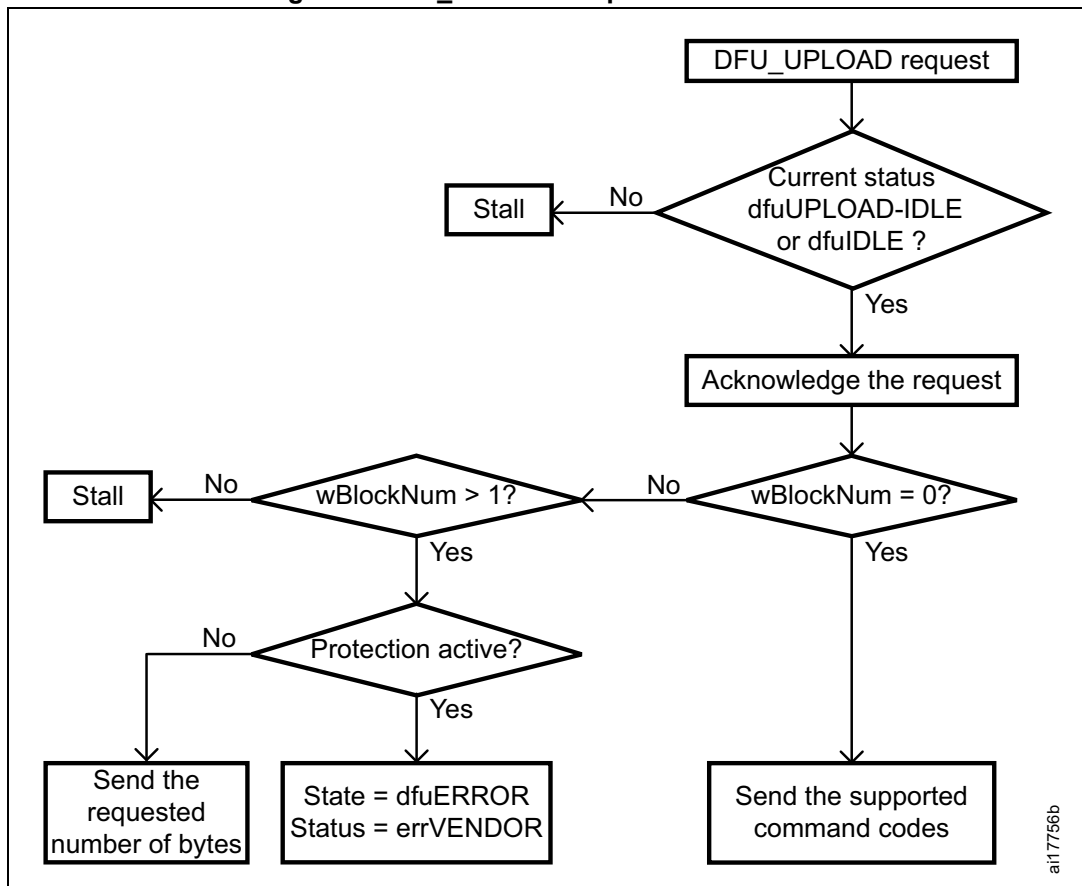 DFU_UPLOAD request
Current status
dfuUPLOAD-IDLE
or dfuIDLE ?
No
Stall
Yes
Acknowledge the request
wBlockNum = 0?
No
wBlockNum > 1?
No
Stall
Yes
Yes
Protection active?
No
Yes
Send the
requested
number of bytes
State = dfuERROR
Status = errVENDOR
Send the supported
command codes
ai17756b